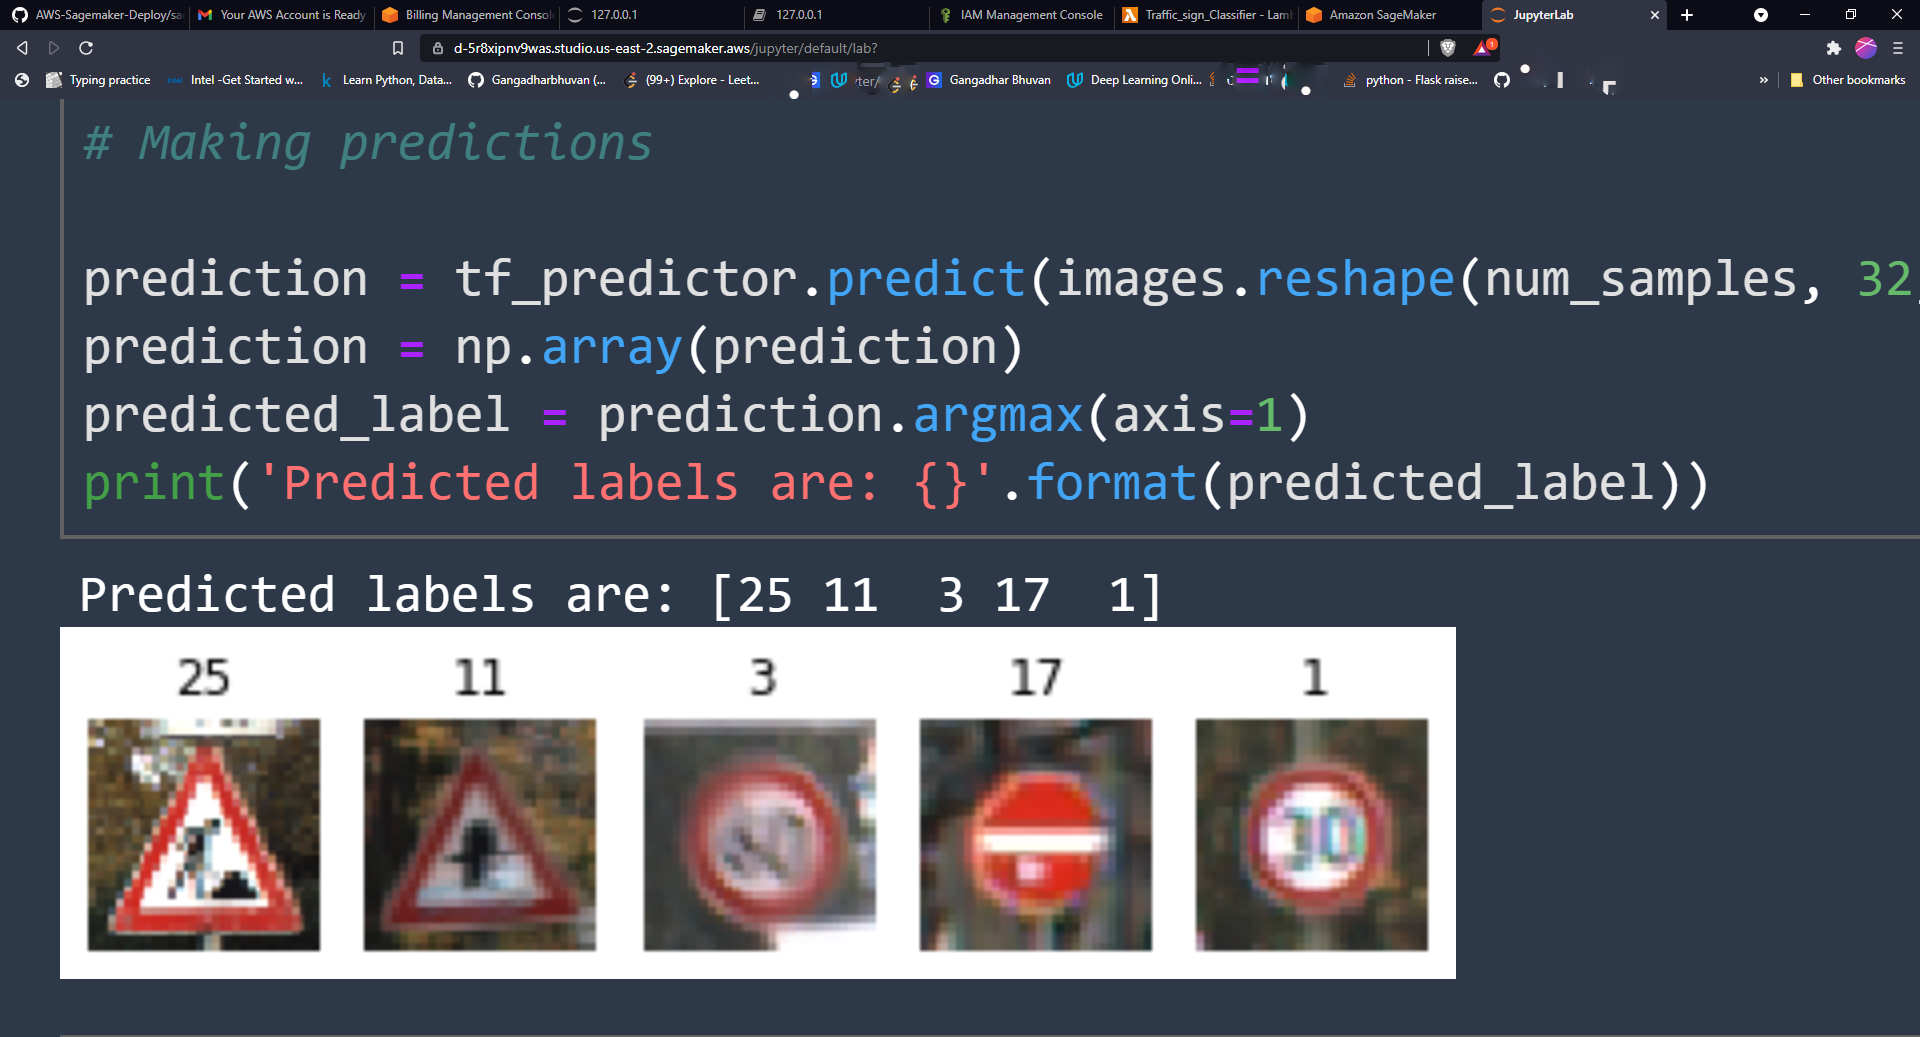 AWS-Sagemaker-Deploy/sa
Your AWS Account is Ready
Billing Management Conso
127.0.0.1
127.0.0.1
IAM Management Console
Traffic_sign_Classifier - Lam
Amazon SageMaker
JupyterLab
d-5r8xipnv9was.studio.us-east-2.sagemaker.aws/jupyter/default/lab?
1
Typing practice
Intel -Get Started w...
Learn Python, Data...
Gangadharbhuvan (...
(99+) Explore - Leet...
Gangadhar Bhuvan
Deep Learning Onli...
python - Flask raise...
Other bookmarks
# Making predictions
prediction = tf_predictor.predict(images.reshape(num_samples, 32,
prediction = np.array(prediction)
predicted_label = prediction.argmax(axis=1)
print('Predicted labels are: {}'.format(predicted_label))
Predicted labels are: [25 11  3 17  1]
25 11 3 17 1
30